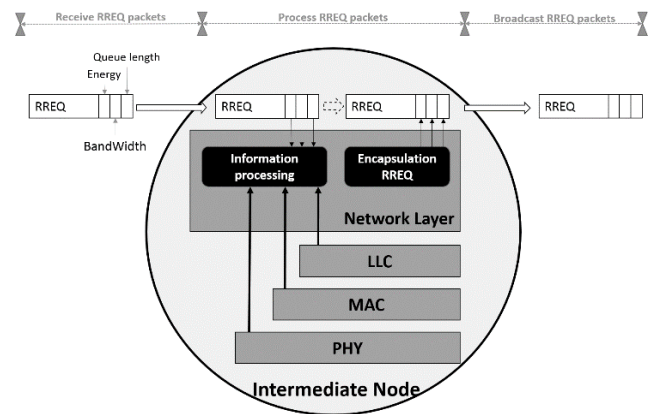 Receive RREQ packets
Process RREQ packets
Broadcast RREQ packets
Queue length
Energy
RREQ
RREQ
RREQ
RREQ
BandWidth
Information
processing
Encapsulation
RREQ
Network Layer
LLC
MAC
PHY
Intermediate Node